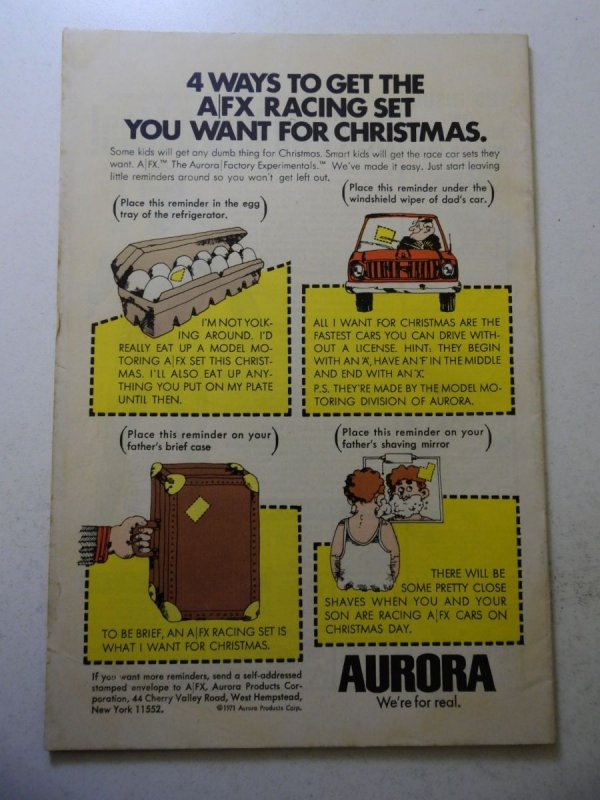 4 WAYS TO GET THE
A|FX RACING SET
YOU WANT FOR CHRISTMAS.
Some kids will get any dumb thing for Christmas. Smart kids will get the race car sets they
want. A|FX.™ The Aurora|Factory Experimentals.™ We've made it easy. Just start leaving
little reminders around so you won't get left out.
(Place this reminder in the egg
tray of the refrigerator.)
(Place this reminder under the
windshield wiper of dad's car.)
I'M NOT YOLK-
ING AROUND. I'D
REALLY EAT UP A MODEL MO-
TORING A|FX SET THIS CHRIST-
MAS. I'LL ALSO EAT UP ANY-
THING YOU PUT ON MY PLATE
UNTIL THEN.
ALL I WANT FOR CHRISTMAS ARE THE
FASTEST CARS YOU CAN DRIVE WITH-
OUT A LICENSE. HINT: THEY BEGIN
WITH AN 'A', HAVE AN 'F' IN THE MIDDLE
AND END WITH AN 'X'.
P.S. THEY'RE MADE BY THE MODEL MO-
TORING DIVISION OF AURORA.
(Place this reminder on your
father's brief case)
(Place this reminder on your
father's shaving mirror)
TO BE BRIEF, AN A|FX RACING SET IS
WHAT I WANT FOR CHRISTMAS.
THERE WILL BE
SOME PRETTY CLOSE
SHAVES WHEN YOU AND YOUR
SON ARE RACING A|FX CARS ON
CHRISTMAS DAY.
If you want more reminders, send a self-addressed
stamped envelope to A|FX, Aurora Products Cor-
poration, 44 Cherry Valley Road, West Hempstead,
New York 11552.
©1971 Aurora Products Corp.
AURORA
We're for real.